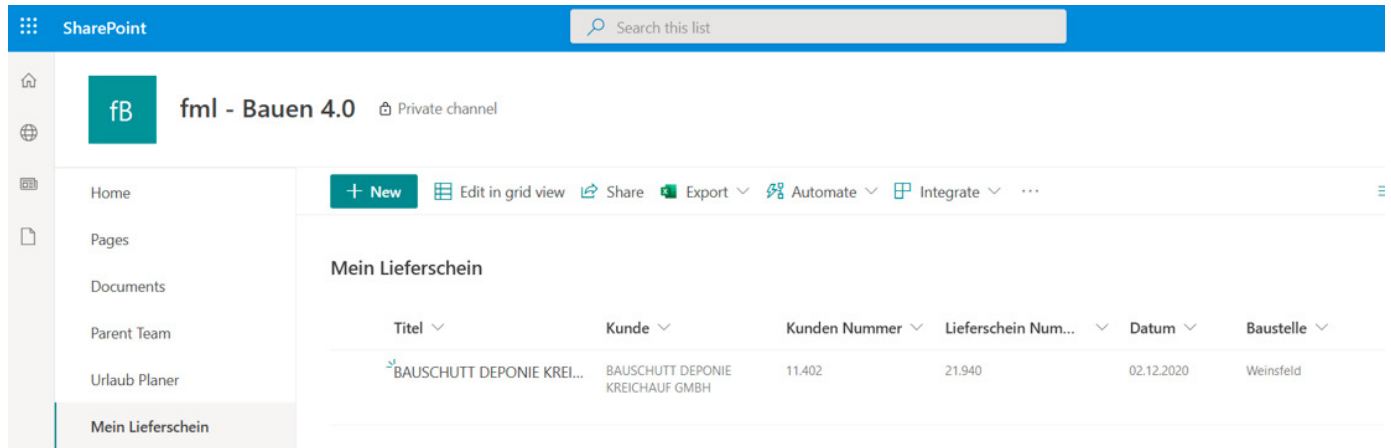 SharePoint
Search this list
fB
fml - Bauen 4.0
Private channel
Home
Pages
Documents
Parent Team
Urlaub Planer
Mein Lieferschein
+ New
Edit in grid view
Share
Export
Automate
Integrate
...
Mein Lieferschein
Titel
Kunde
Kunden Nummer
Lieferschein Num...
Datum
Baustelle
BAUSCHUTT DEPONIE KREI...
BAUSCHUTT DEPONIE
KREICHAUF GMBH
11.402
21.940
02.12.2020
Weinsfeld